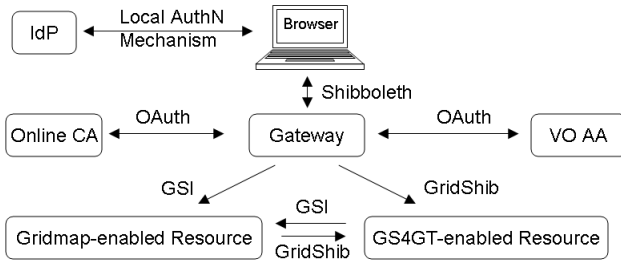 IdP
Local AuthN
Mechanism
Browser
Shibboleth
Online CA
OAuth
Gateway
OAuth
VO AA
GSI
GridShib
Gridmap-enabled Resource
GSI
GridShib
GS4GT-enabled Resource